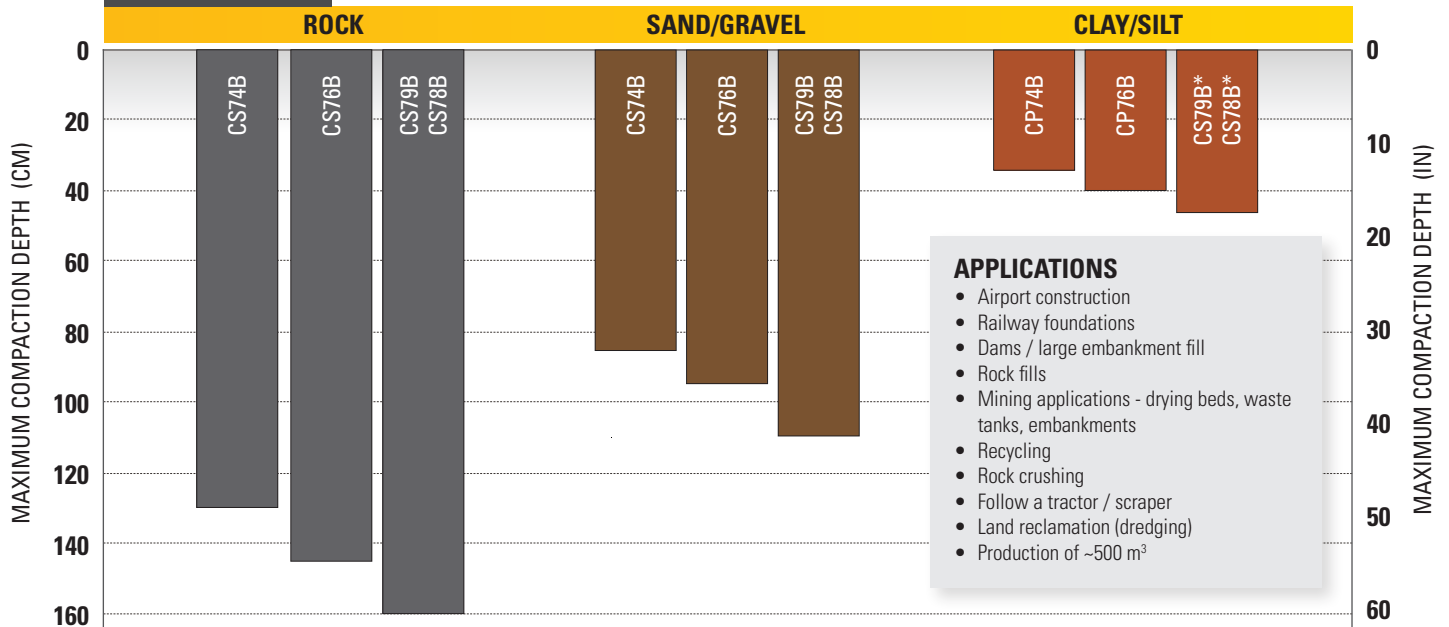 ROCK
SAND/GRAVEL
CLAY/SILT
MAXIMUM COMPACTION DEPTH (CM)
0
20
40
60
80
100
120
140
160
CS74B
CS76B
CS79B
CS78B
CS74B
CS76B
CS79B
CS78B
CP74B
CP76B
CS79B*
CS78B*
APPLICATIONS
• Airport construction
• Railway foundations
• Dams / large embankment fill
• Rock fills
• Mining applications - drying beds, waste
tanks, embankments
• Recycling
• Rock crushing
• Follow a tractor / scraper
• Land reclamation (dredging)
• Production of ~500 m³
0
10
20
30
40
50
60
MAXIMUM COMPACTION DEPTH (IN)